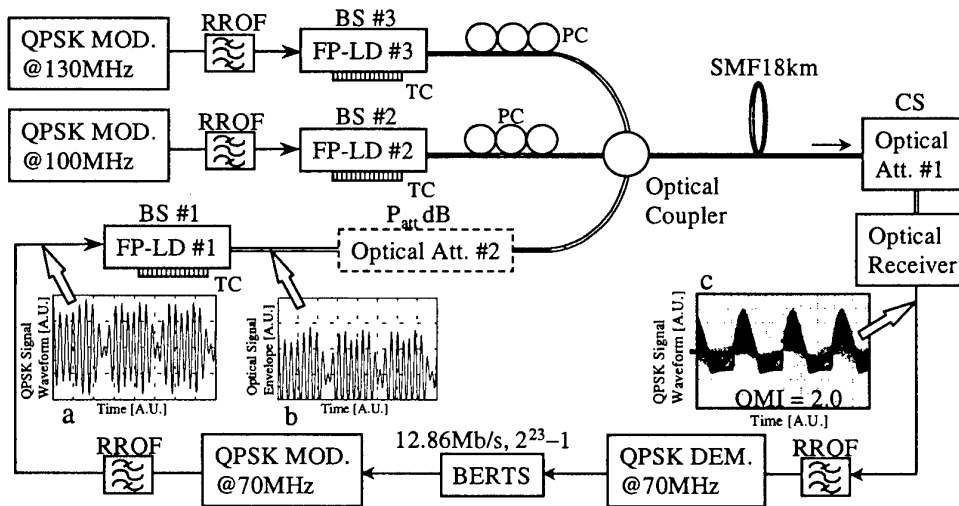 BS #3
RROF
QPSK MOD.
@130MHz
FP-LD #3
TC
PC
SMF18km
BS #2
RROF
QPSK MOD.
@100MHz
FP-LD #2
TC
PC
CS
Optical
Att. #1
Optical
Coupler
BS #1
FP-LD #1
TC
Patt dB
Optical Att. #2
Optical
Receiver
QPSK Signal
Waveform [A.U.]
Time [A.U.]
a
Optical Signal
Envelope [A.U.]
Time [A.U.]
b
c
QPSK Signal
Waveform [A.U.]
OMI = 2.0
Time [A.U.]
RROF
QPSK MOD.
@70MHz
12.86Mb/s, 2²³–1
BERTS
QPSK DEM.
@70MHz
RROF